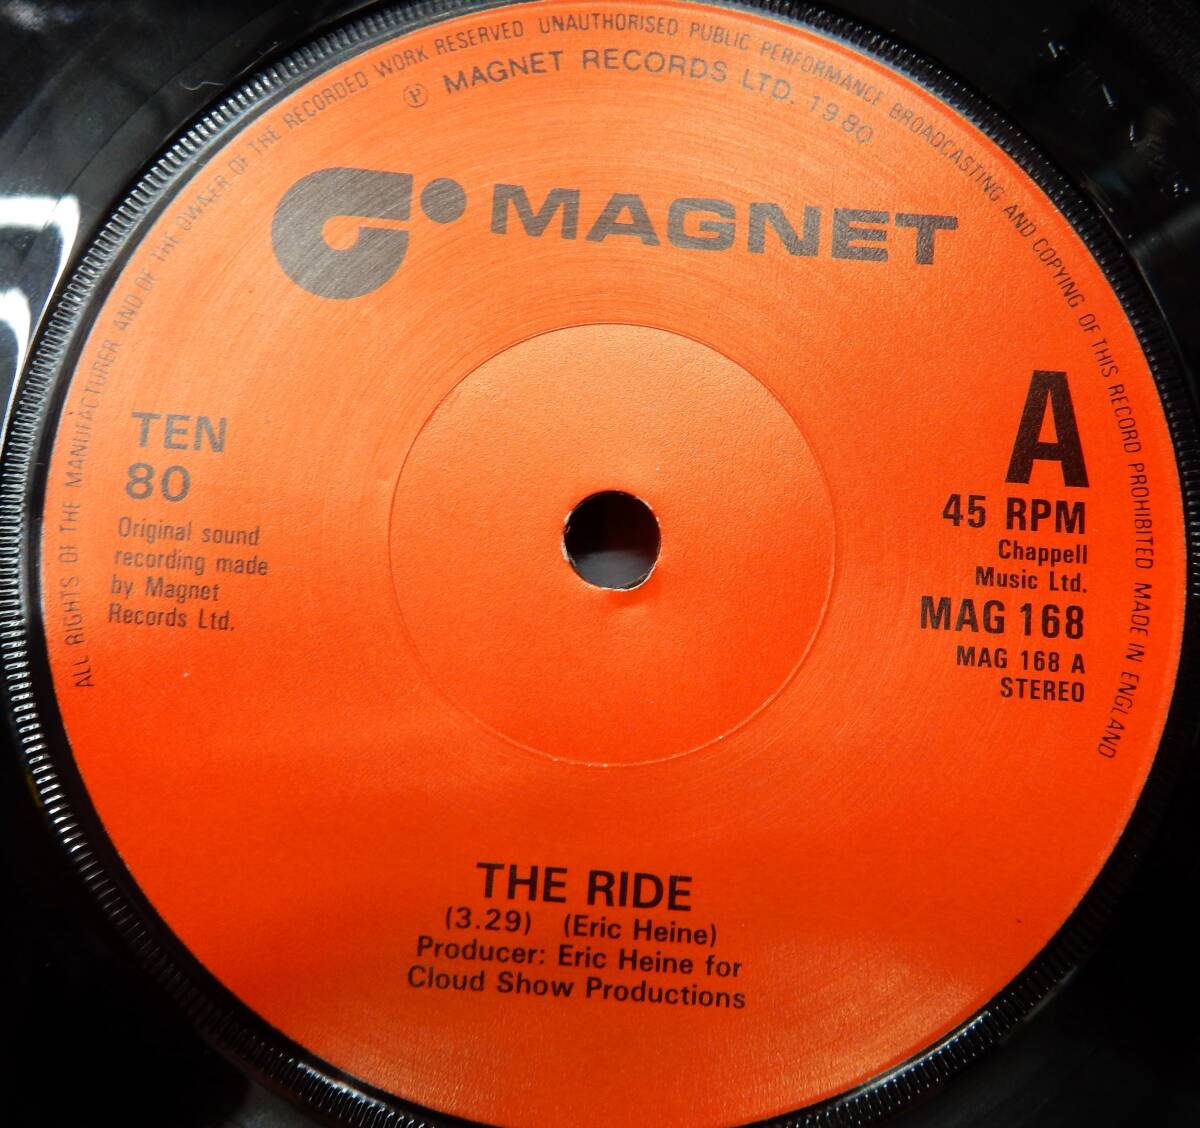 ALL RIGHTS OF THE MANUFACTURER AND OF THE OWNER OF THE RECORDED WORK RESERVED UNAUTHORISED PUBLIC PERFORMANCE BROADCASTING AND COPYING OF THIS RECORD PROHIBITED MADE IN ENGLAND
℗ MAGNET RECORDS LTD. 1980
MAGNET
TEN
80
Original sound
recording made
by Magnet
Records Ltd.
A
45 RPM
Chappell
Music Ltd.
MAG 168
MAG 168 A
STEREO
THE RIDE
(3.29) (Eric Heine)
Producer: Eric Heine for
Cloud Show Productions